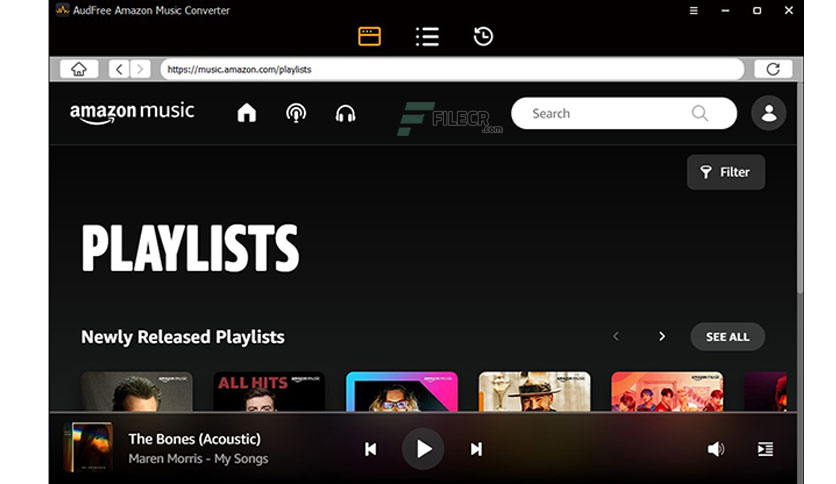 AudFree Amazon Music Converter
https://music.amazon.com/playlists
amazon music
FILECR
.com
Search
Filter
PLAYLISTS
Newly Released Playlists
SEE ALL
ALL HITS
The Bones (Acoustic)
Maren Morris - My Songs